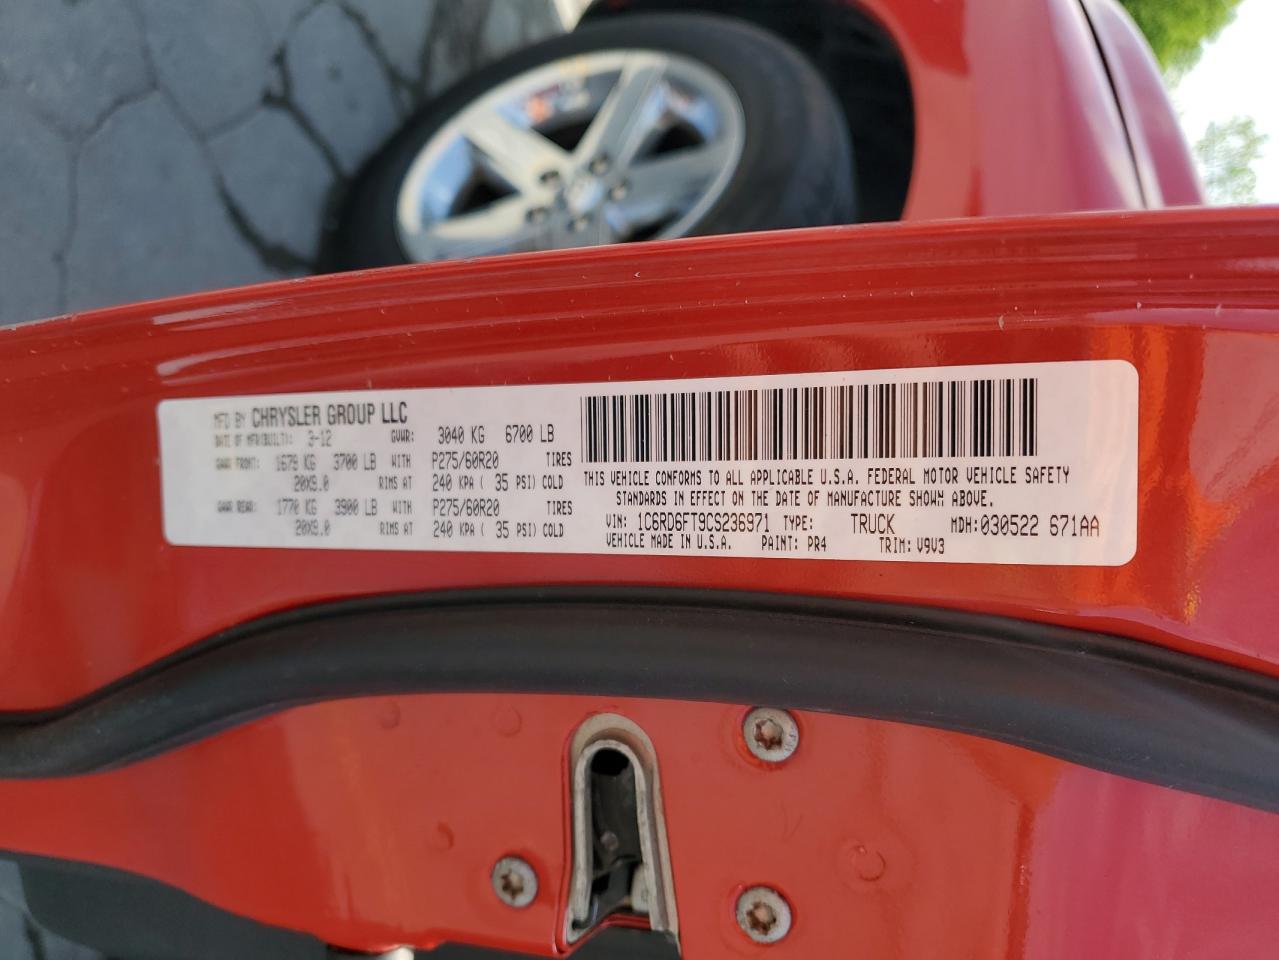 MFD BY CHRYSLER GROUP LLC
DATE OF MFR(BUILT): 3-12 GVWR: 3040 KG 6700 LB
GAWR FRONT: 1679 KG 3700 LB WITH P275/60R20 TIRES
20X9.0 RIMS AT 240 KPA ( 35 PSI) COLD
GAWR REAR: 1770 KG 3900 LB WITH P275/60R20 TIRES
20X9.0 RIMS AT 240 KPA ( 35 PSI) COLD
THIS VEHICLE CONFORMS TO ALL APPLICABLE U.S.A. FEDERAL MOTOR VEHICLE SAFETY
STANDARDS IN EFFECT ON THE DATE OF MANUFACTURE SHOWN ABOVE.
VIN: 1C6RD6FT9CS236971 TYPE: TRUCK MDH:030522 671AA
VEHICLE MADE IN U.S.A. PAINT: PR4 TRIM: V9V3